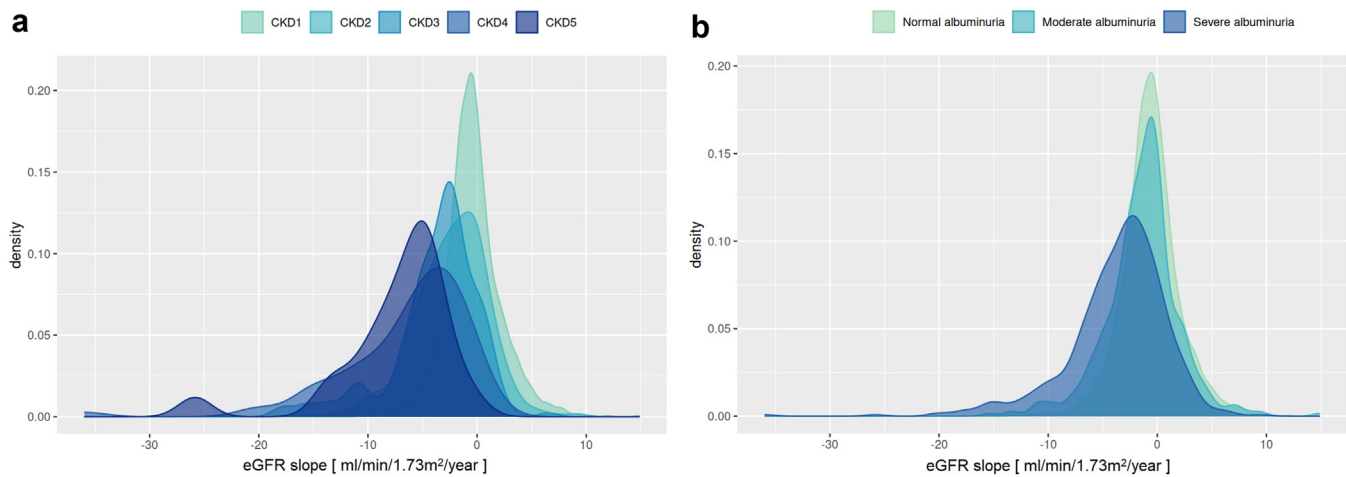 a
CKD1 CKD2 CKD3 CKD4 CKD5
0.20
0.15
0.10
0.05
0.00
density
-30 -20 -10 0 10
eGFR slope [ ml/min/1.73m²/year ]
b
Normal albuminuria Moderate albuminuria Severe albuminuria
0.20
0.15
0.10
0.05
0.00
density
-30 -20 -10 0 10
eGFR slope [ ml/min/1.73m²/year ]